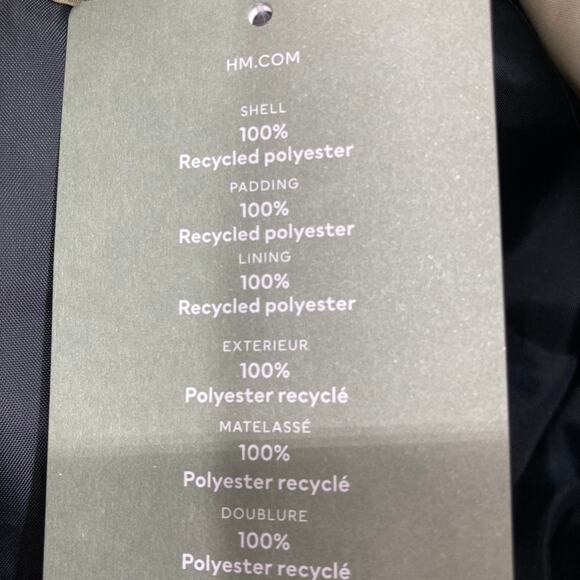 HM.COM
SHELL
100%
Recycled polyester
PADDING
100%
Recycled polyester
LINING
100%
Recycled polyester
EXTERIEUR
100%
Polyester recyclé
MATELASSÉ
100%
Polyester recyclé
DOUBLURE
100%
Polyester recyclé